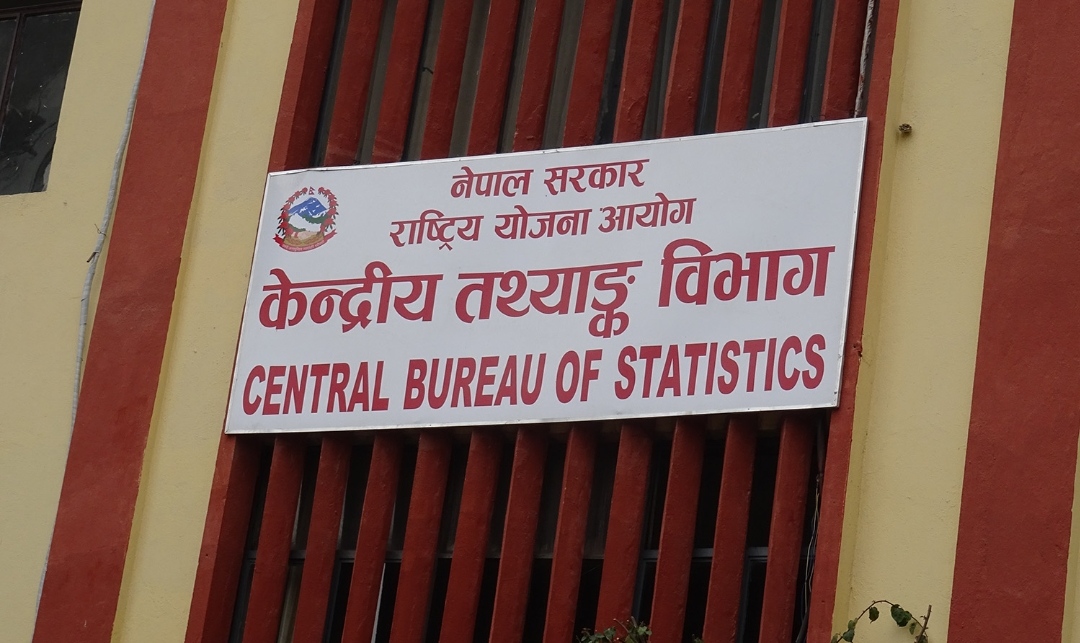 नेपाल सरकार
राष्ट्रिय योजना आयोग
केन्द्रीय तथ्याङ्क विभाग
CENTRAL BUREAU OF STATISTICS